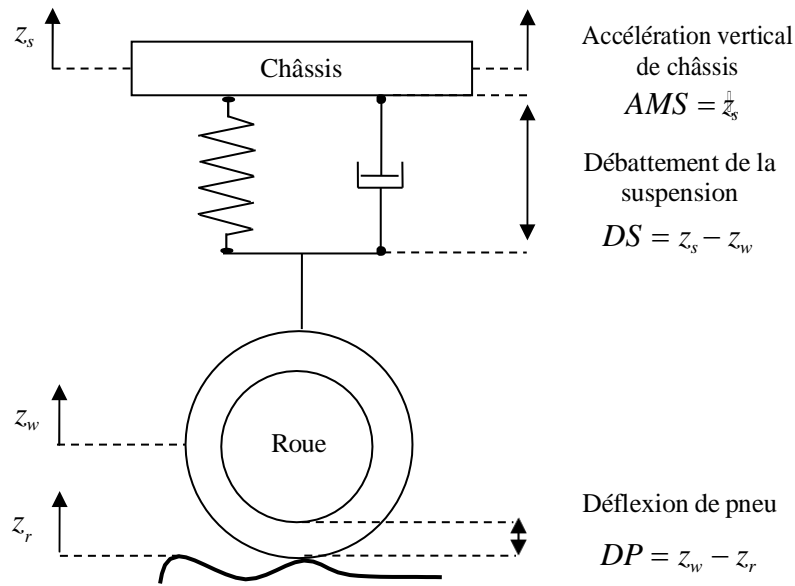 z_s
Châssis
Accélération vertical
de châssis
AMS = z̈_s
Débattement de la
suspension
DS = z_s − z_w
z_w
Roue
z_r
Déflexion de pneu
DP = z_w − z_r